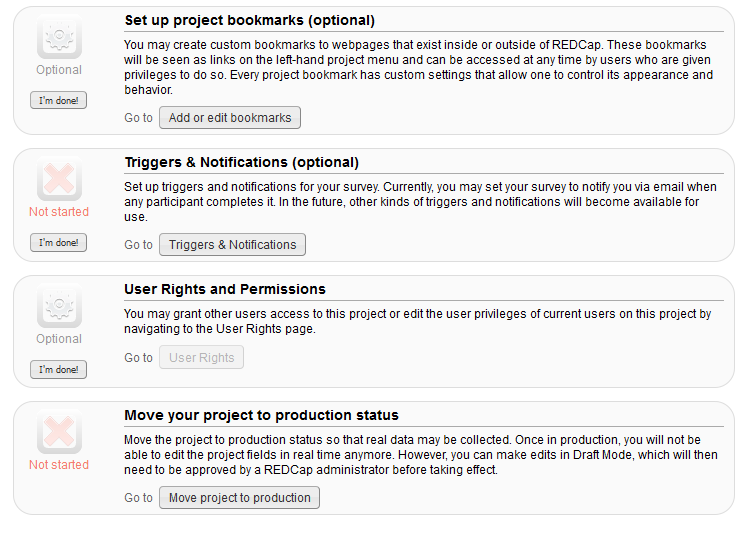 Set up project bookmarks (optional)
You may create custom bookmarks to webpages that exist inside or outside of REDCap. These bookmarks
will be seen as links on the left-hand project menu and can be accessed at any time by users who are given
privileges to do so. Every project bookmark has custom settings that allow one to control its appearance and
behavior.
Optional
I'm done!
Go to Add or edit bookmarks
Triggers & Notifications (optional)
Set up triggers and notifications for your survey. Currently, you may set your survey to notify you via email when
any participant completes it. In the future, other kinds of triggers and notifications will become available for
use.
Not started
I'm done!
Go to Triggers & Notifications
User Rights and Permissions
You may grant other users access to this project or edit the user privileges of current users on this project by
navigating to the User Rights page.
Optional
I'm done!
Go to User Rights
Move your project to production status
Move the project to production status so that real data may be collected. Once in production, you will not be
able to edit the project fields in real time anymore. However, you can make edits in Draft Mode, which will then
need to be approved by a REDCap administrator before taking effect.
Not started
Go to Move project to production